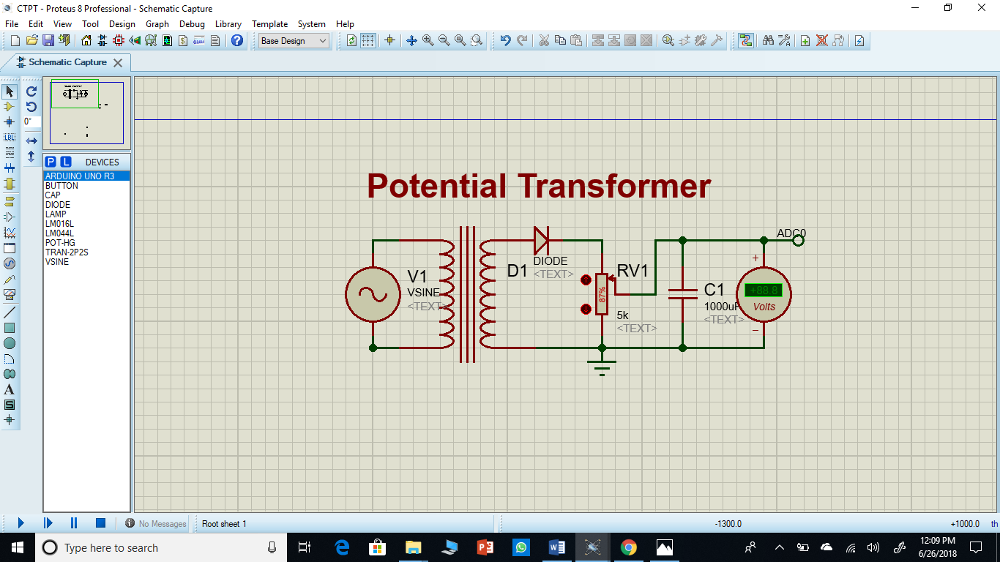 CTPT - Proteus 8 Professional - Schematic Capture
File Edit View Tool Design Graph Debug Library Template System Help
Base Design
Schematic Capture
0°
LBL
P L DEVICES
ARDUINO UNO R3
BUTTON
CAP
DIODE
LAMP
LM016L
LM044L
POT-HG
TRAN-2P2S
VSINE
A
S
Potential Transformer
ADC0
D1
DIODE
<TEXT>
V1
VSINE
<TEXT>
RV1
87%
5k
<TEXT>
C1
1000uF
<TEXT>
+
+88.8
Volts
−
No Messages
Root sheet 1
-1300.0
+1000.0
th
Type here to search
12:09 PM
6/26/2018